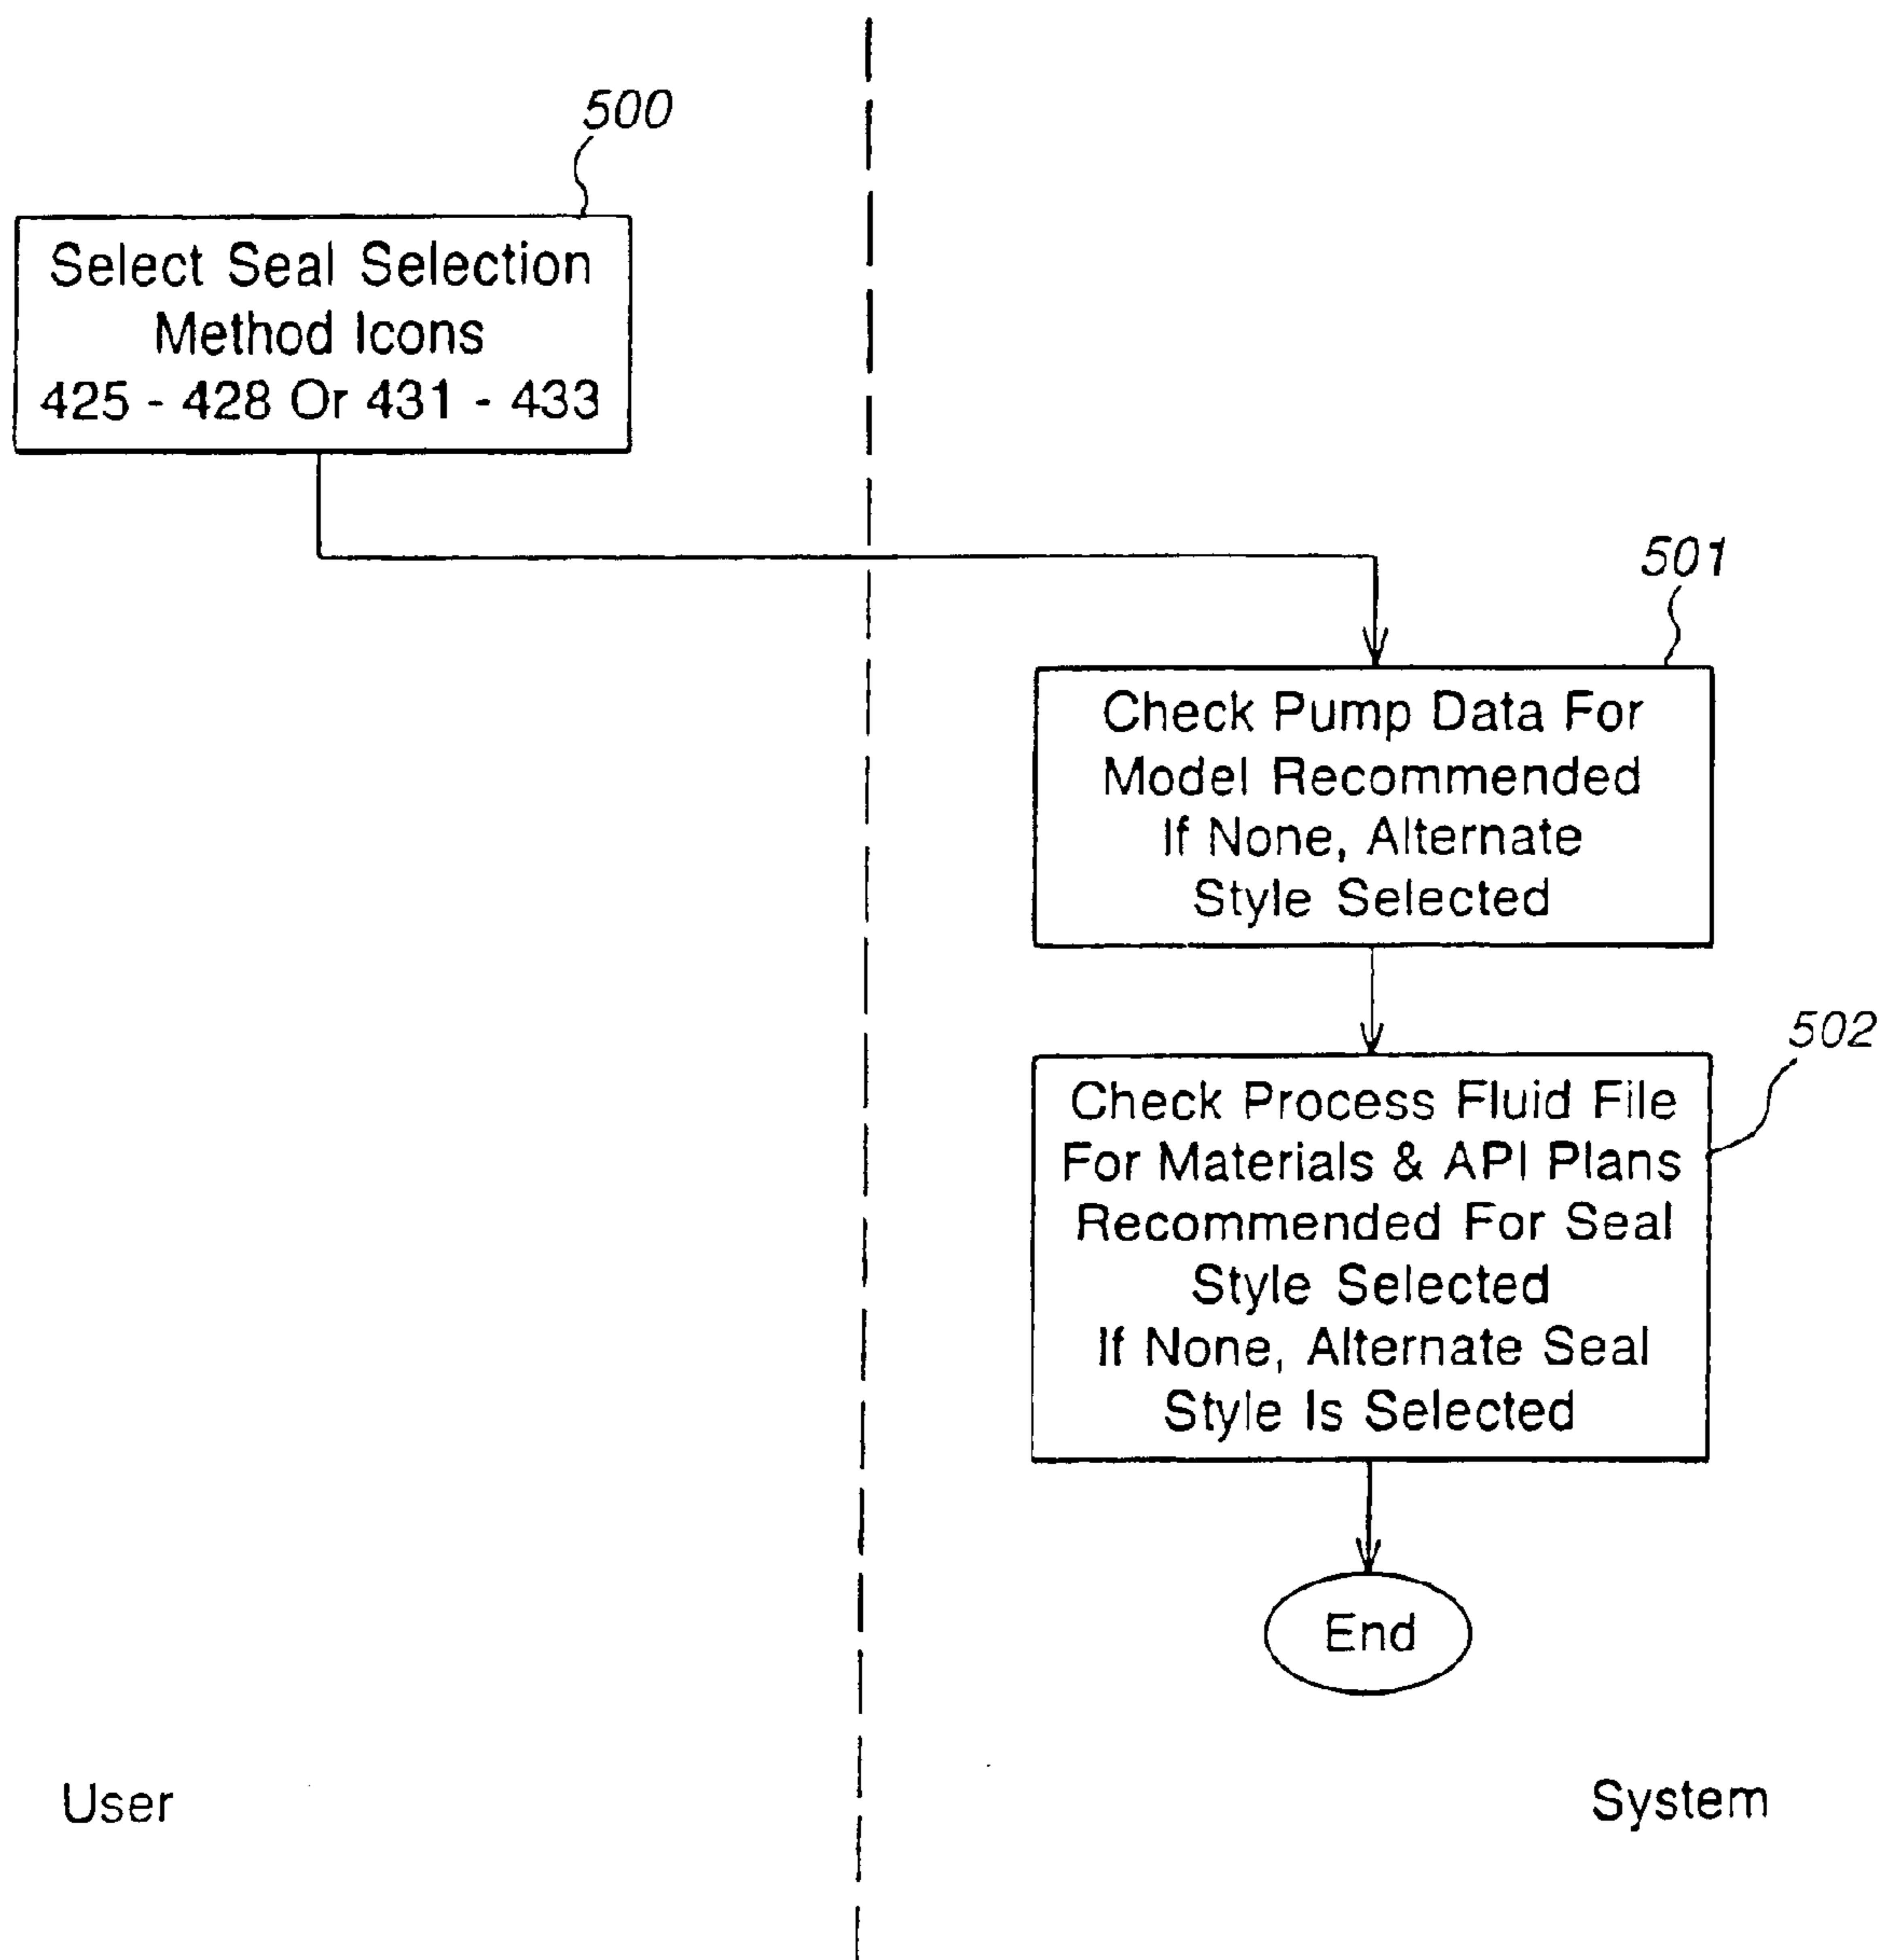 500
Select Seal Selection
Method Icons
425 - 428 Or 431 - 433
501
Check Pump Data For
Model Recommended
If None, Alternate
Style Selected
502
Check Process Fluid File
For Materials & API Plans
Recommended For Seal
Style Selected
If None, Alternate Seal
Style Is Selected
End
User
System